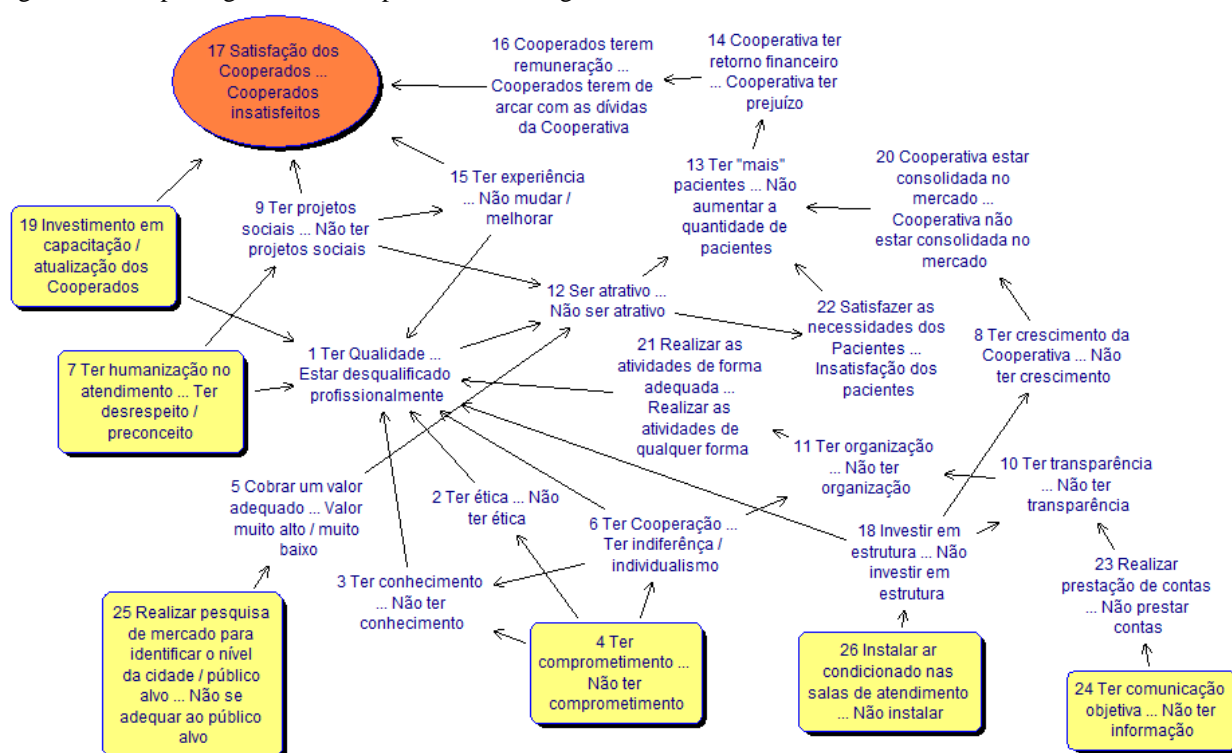 17 Satisfação dos
Cooperados ...
Cooperados
insatisfeitos
16 Cooperados terem
remuneração ...
Cooperados terem de
arcar com as dívidas
da Cooperativa
14 Cooperativa ter
retorno financeiro
... Cooperativa ter
prejuízo
13 Ter "mais"
pacientes ... Não
aumentar a
quantidade de
pacientes
20 Cooperativa estar
consolidada no
mercado ...
Cooperativa não
estar consolidada no
mercado
15 Ter experiência
... Não mudar /
melhorar
9 Ter projetos
sociais ... Não ter
projetos sociais
19 Investimento em
capacitação /
atualização dos
Cooperados
12 Ser atrativo ...
Não ser atrativo
22 Satisfazer as
necessidades dos
Pacientes ...
Insatisfação dos
pacientes
8 Ter crescimento da
Cooperativa ... Não
ter crescimento
7 Ter humanização no
atendimento ... Ter
desrespeito /
preconceito
1 Ter Qualidade ...
Estar desqualificado
profissionalmente
21 Realizar as
atividades de forma
adequada ...
Realizar as
atividades de
qualquer forma
11 Ter organização
... Não ter
organização
10 Ter transparência
... Não ter
transparência
5 Cobrar um valor
adequado ... Valor
muito alto / muito
baixo
2 Ter ética ... Não
ter ética
6 Ter Cooperação ...
Ter indiferênça /
individualismo
18 Investir em
estrutura ... Não
investir em
estrutura
23 Realizar
prestação de contas
... Não prestar
contas
3 Ter conhecimento
... Não ter
conhecimento
25 Realizar pesquisa
de mercado para
identificar o nível
da cidade / público
alvo ... Não se
adequar ao público
alvo
4 Ter
comprometimento ...
Não ter
comprometimento
26 Instalar ar
condicionado nas
salas de atendimento
... Não instalar
24 Ter comunicação
objetiva ... Não ter
informação